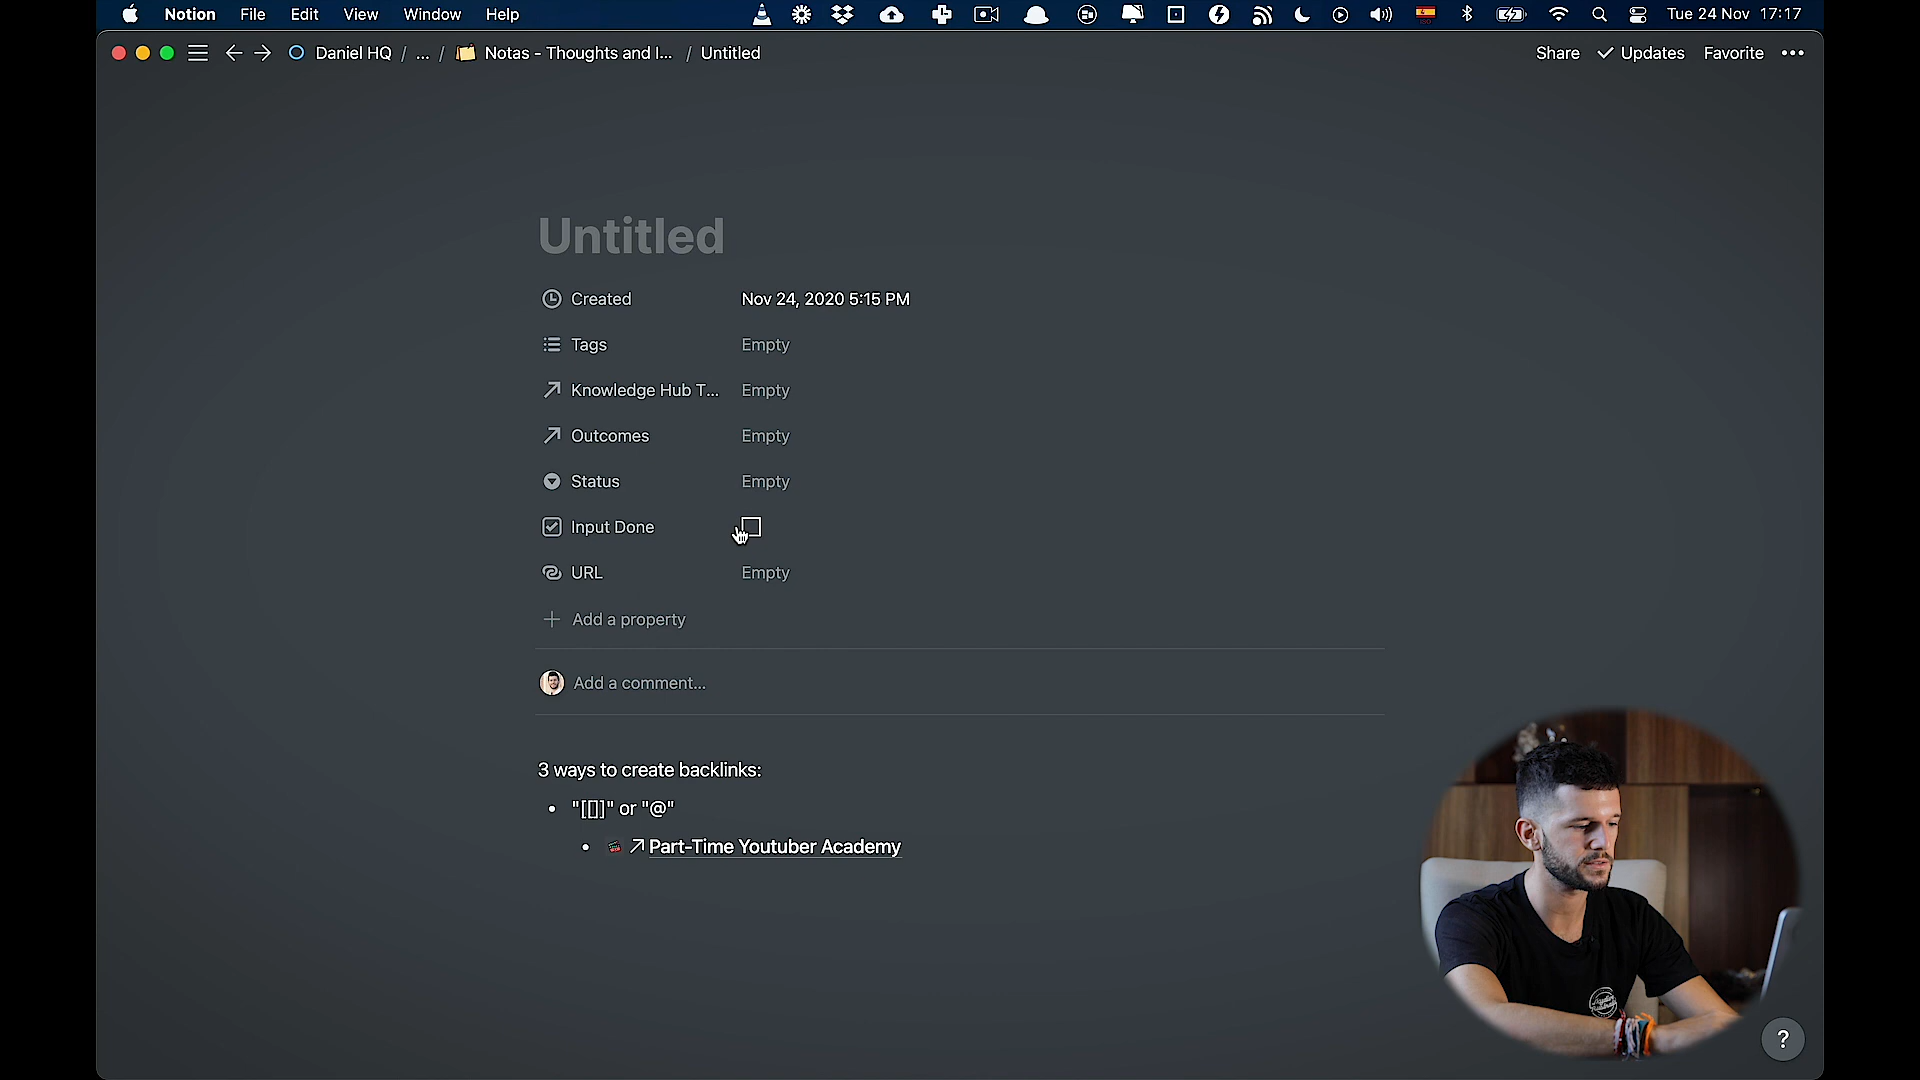 Notion File Edit View Window Help Tue 24 Nov 17:17
Daniel HQ / ... / Notas - Thoughts and I... / Untitled Share Updates Favorite
Untitled
Created Nov 24, 2020 5:15 PM
Tags Empty
Knowledge Hub T... Empty
Outcomes Empty
Status Empty
Input Done
URL Empty
Add a property
Add a comment...
3 ways to create backlinks:
• "[[]]" or "@"
• Part-Time Youtuber Academy
?